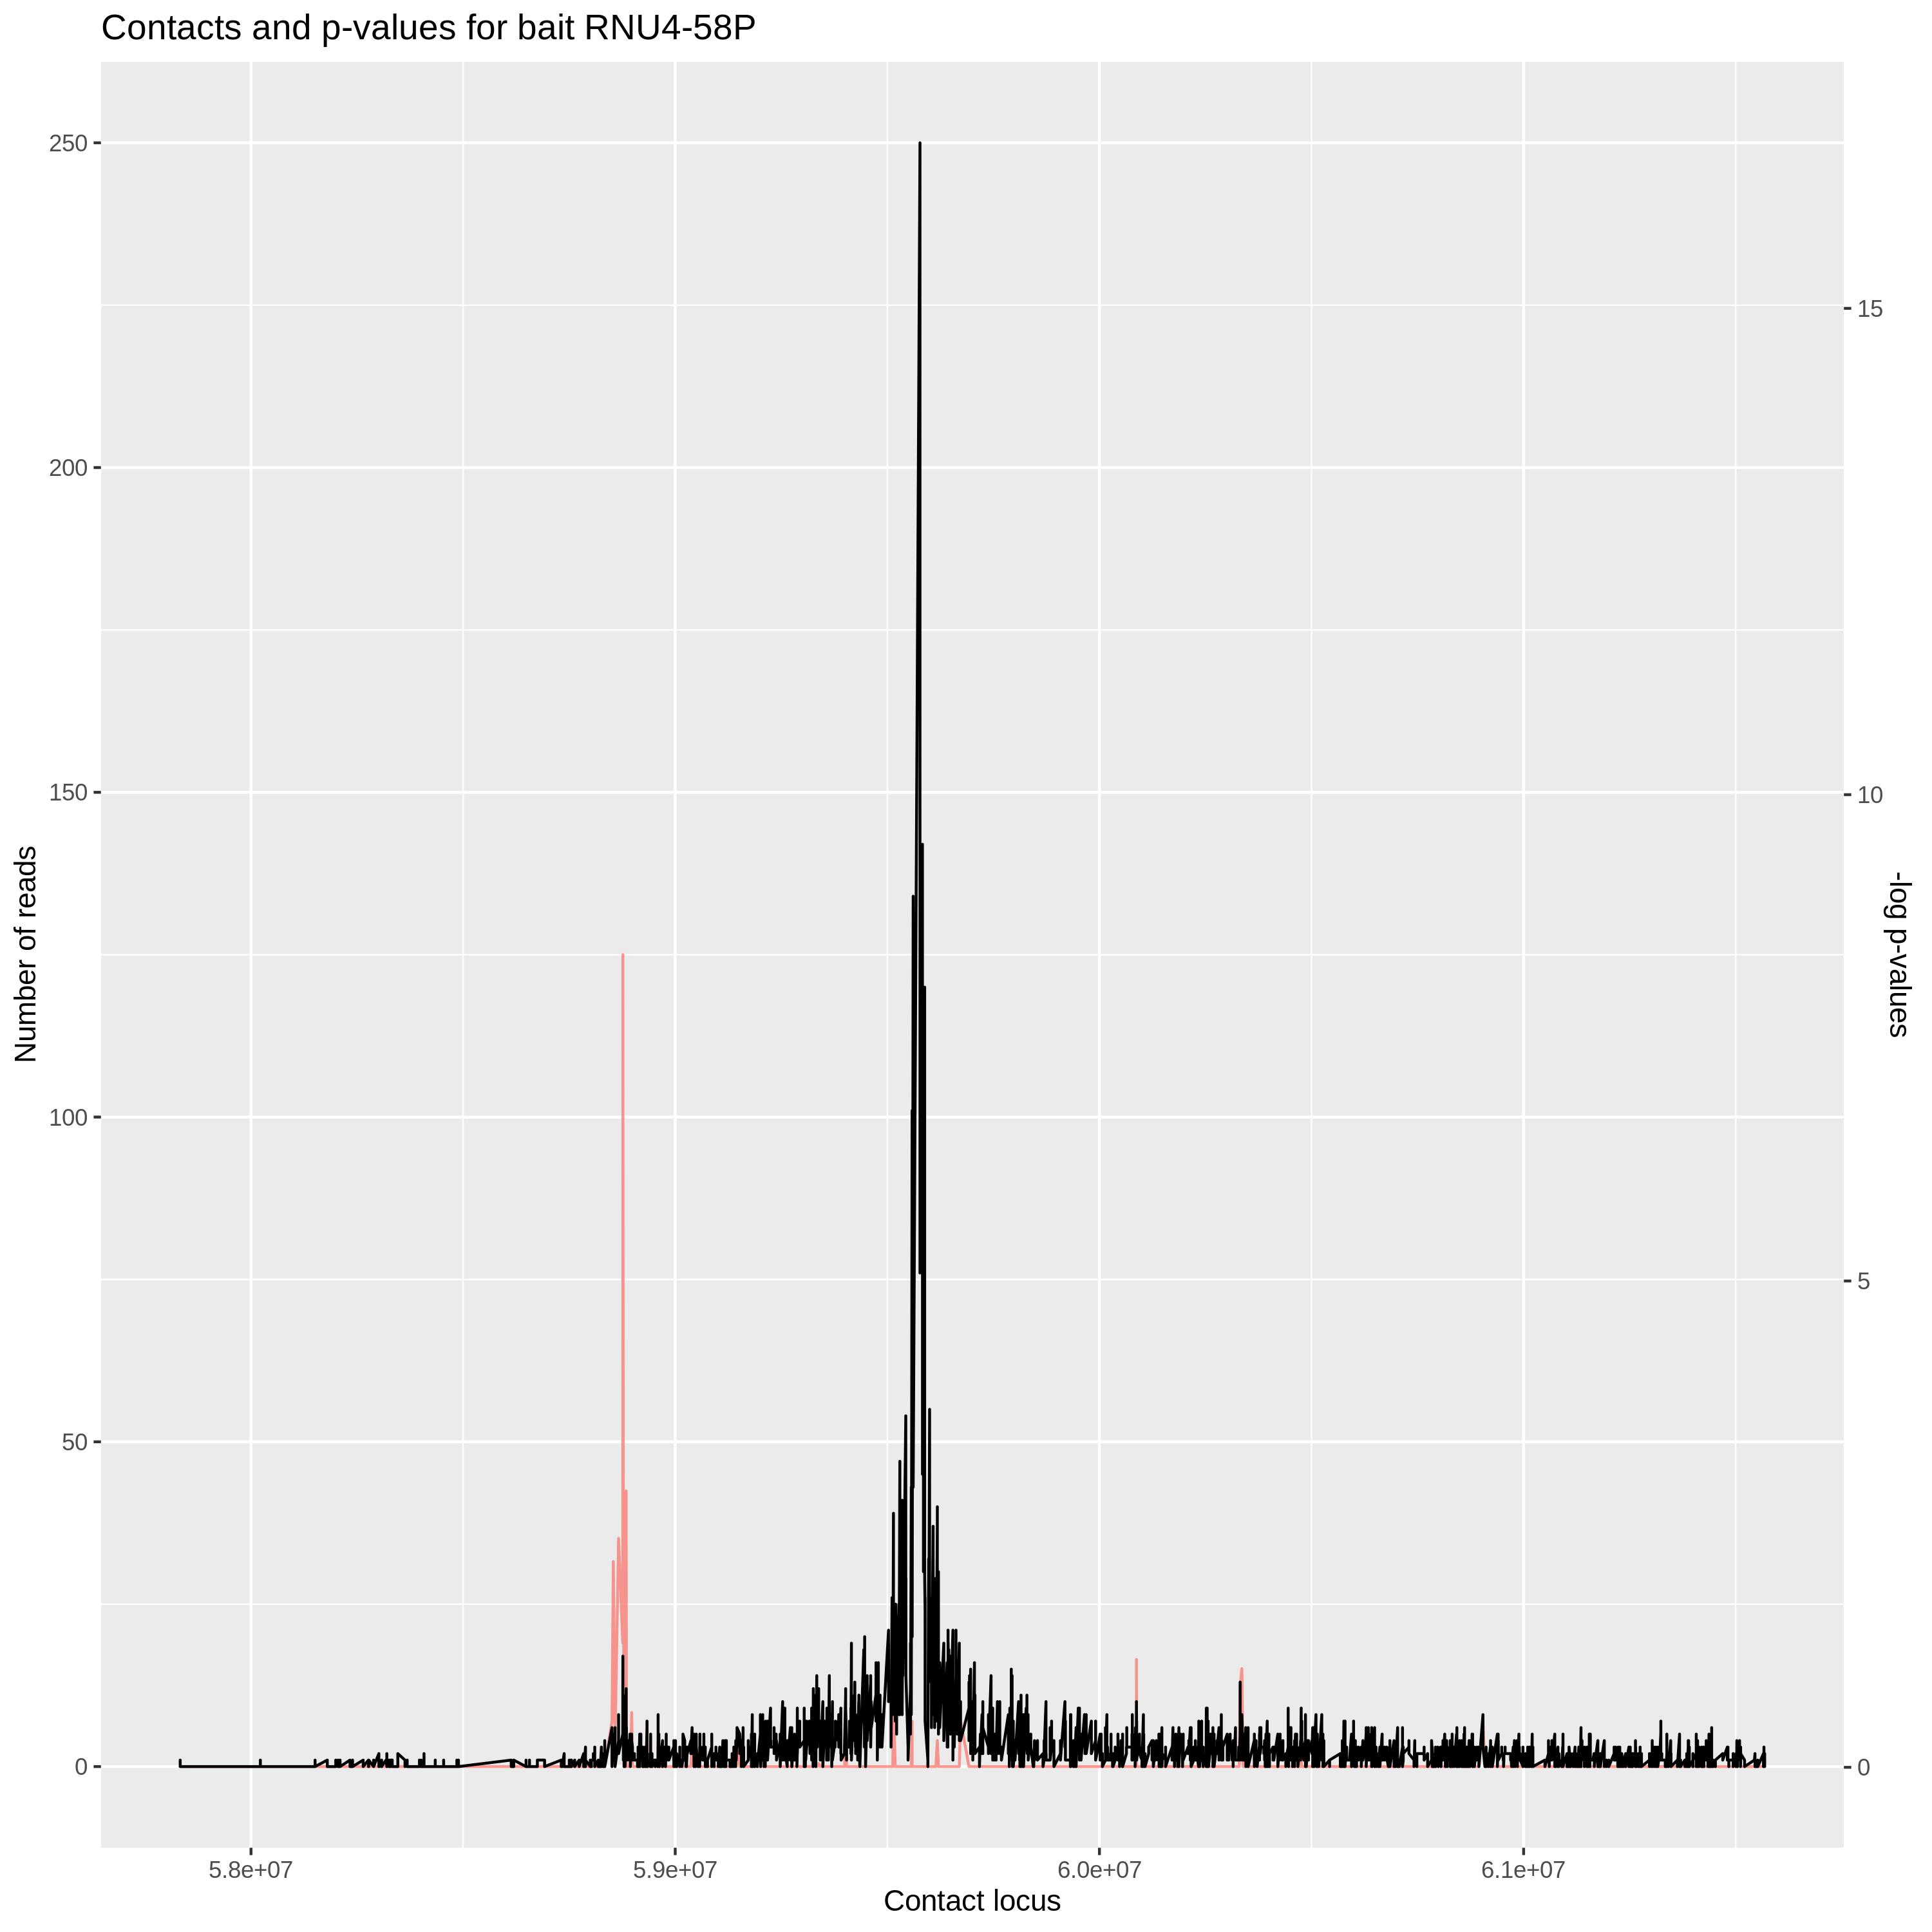 Contacts and p-values for bait RNU4-58P
250
200
150
100
50
0
Number of reads
15
10
5
0
-log p-values
5.8e+07
5.9e+07
6.0e+07
6.1e+07
Contact locus